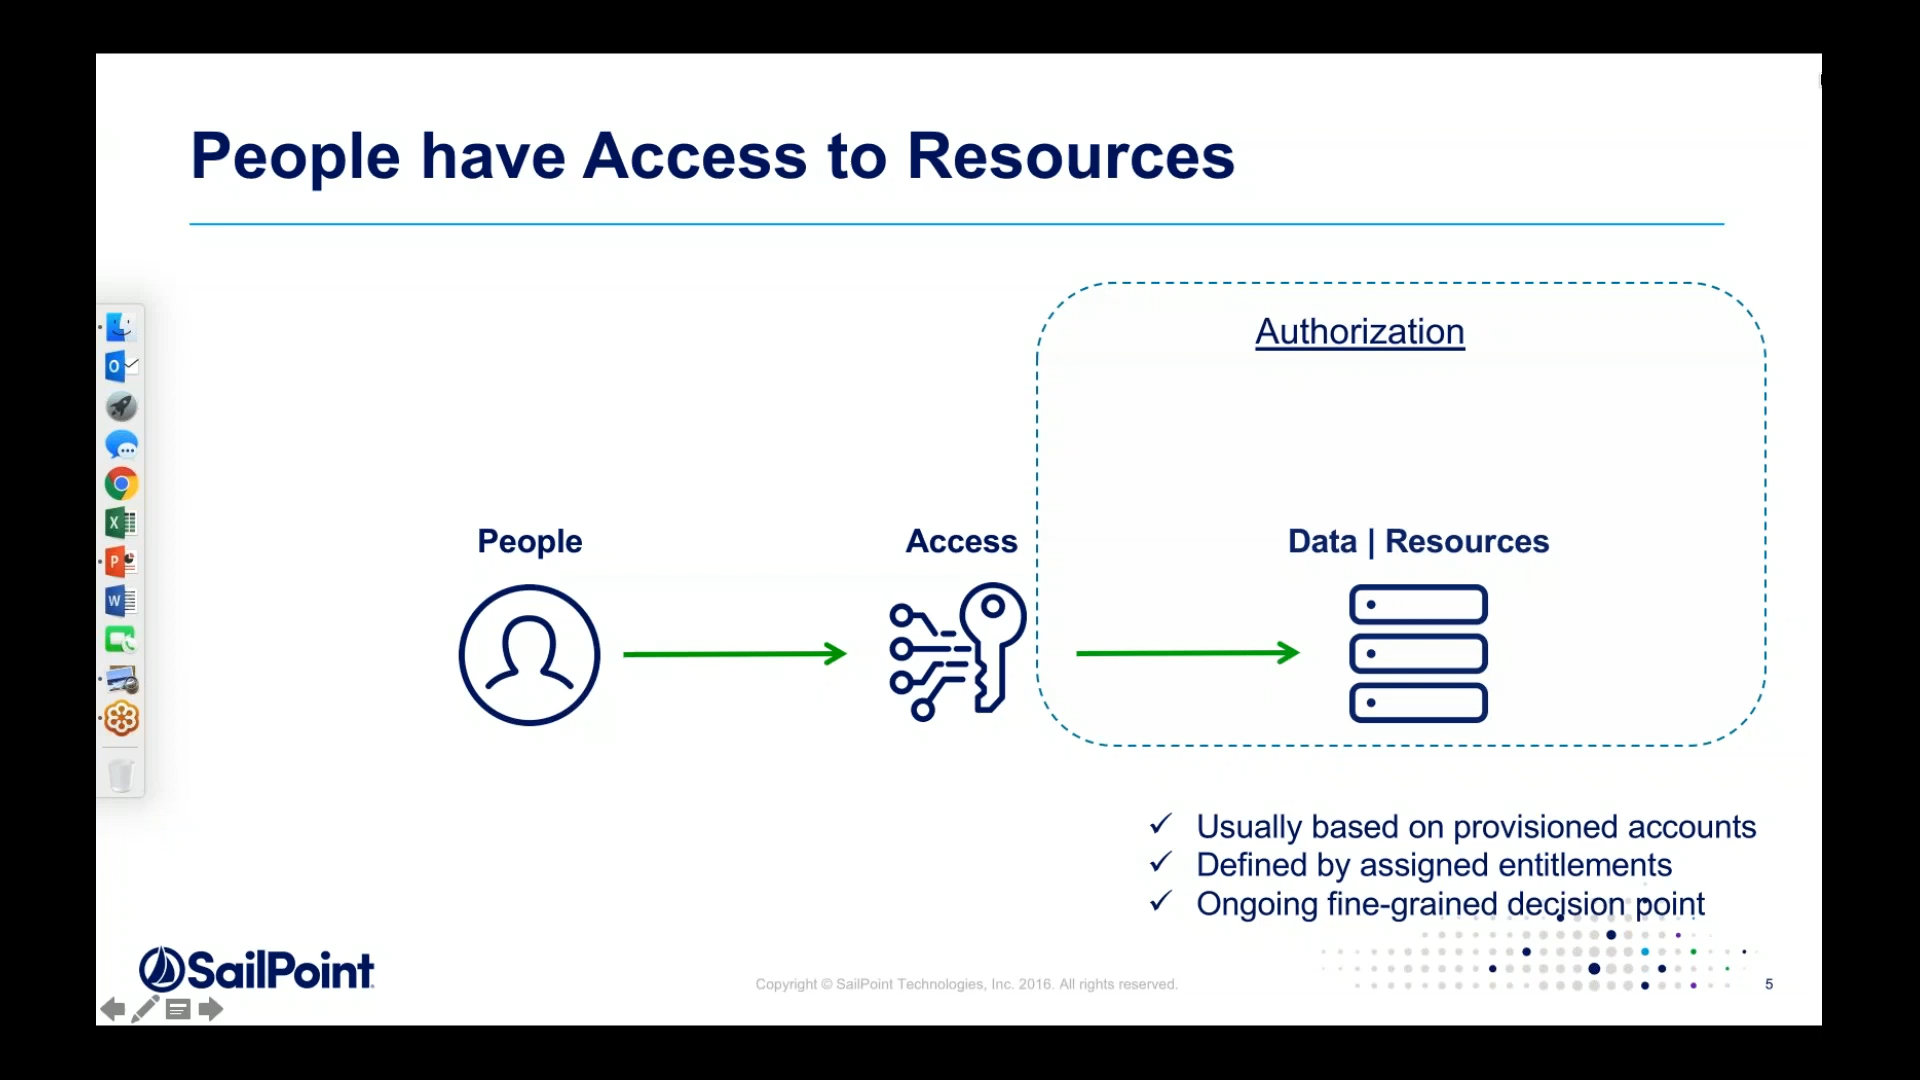 People have Access to Resources
Authorization
People
Access
Data | Resources
✓ Usually based on provisioned accounts
✓ Defined by assigned entitlements
✓ Ongoing fine-grained decision point
SailPoint
Copyright © SailPoint Technologies, Inc. 2016. All rights reserved.
5